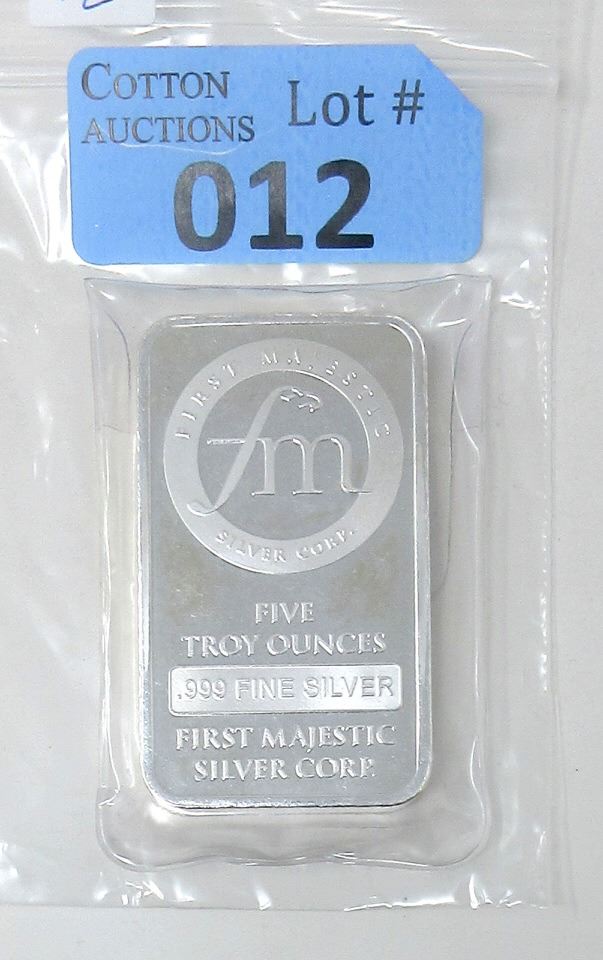 COTTON
AUCTIONS
Lot #
012
FIRST MAJESTIC
fm
SILVER CORP.
FIVE
TROY OUNCES
.999 FINE SILVER
FIRST MAJESTIC
SILVER CORP.